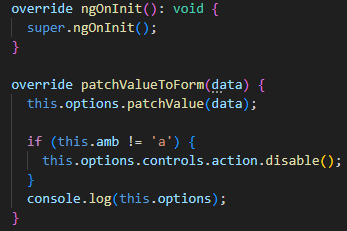 override ngOnInit(): void {
  super.ngOnInit();
}

override patchValueToForm(data) {
  this.options.patchValue(data);

  if (this.amb != 'a') {
    this.options.controls.action.disable();
  }
  console.log(this.options);
}